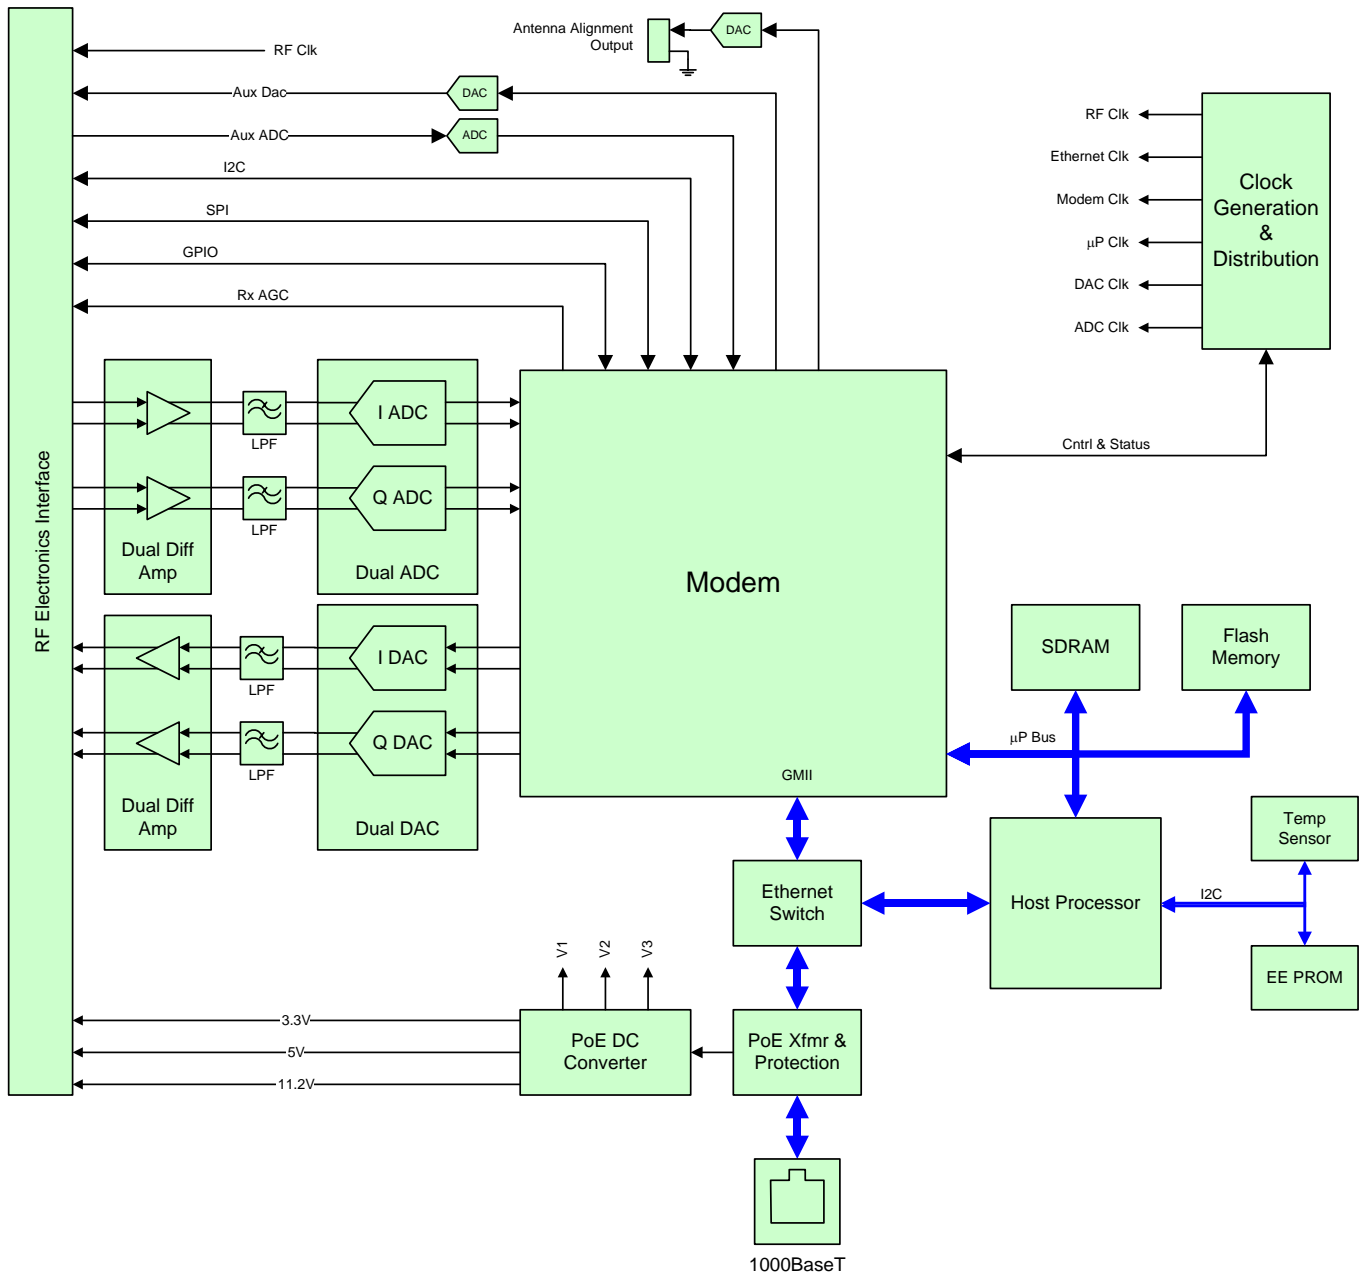 Antenna Alignment
Output
DAC
RF Clk
Aux Dac
DAC
Aux ADC
ADC
I2C
SPI
GPIO
Rx AGC
RF Clk
Ethernet Clk
Modem Clk
µP Clk
DAC Clk
ADC Clk
Clock
Generation
&
Distribution
Cntrl & Status
RF Electronics Interface
I ADC
LPF
Q ADC
LPF
Dual Diff
Amp
Dual ADC
Modem
I DAC
LPF
Q DAC
LPF
Dual Diff
Amp
Dual DAC
GMII
SDRAM
Flash
Memory
µP Bus
Ethernet
Switch
Host Processor
I2C
Temp
Sensor
EE PROM
V1
V2
V3
3.3V
5V
11.2V
PoE DC
Converter
PoE Xfmr &
Protection
1000BaseT